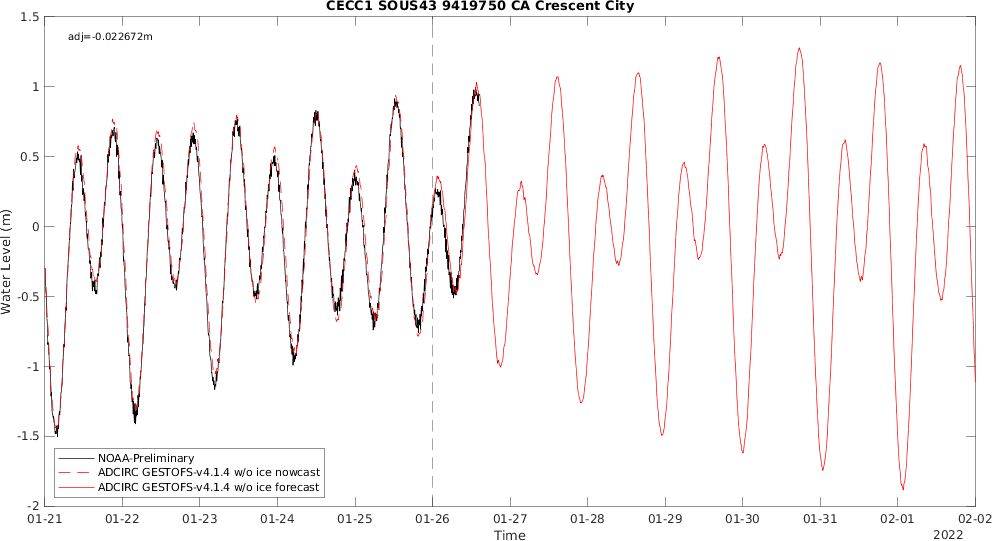 CECC1 SOUS43 9419750 CA Crescent City
adj=-0.022672m
1.5
1
0.5
0
-0.5
-1
-1.5
-2
Water Level (m)
NOAA-Preliminary
ADCIRC GESTOFS-v4.1.4 w/o ice nowcast
ADCIRC GESTOFS-v4.1.4 w/o ice forecast
01-21 01-22 01-23 01-24 01-25 01-26 01-27 01-28 01-29 01-30 01-31 02-01 02-02
Time
2022